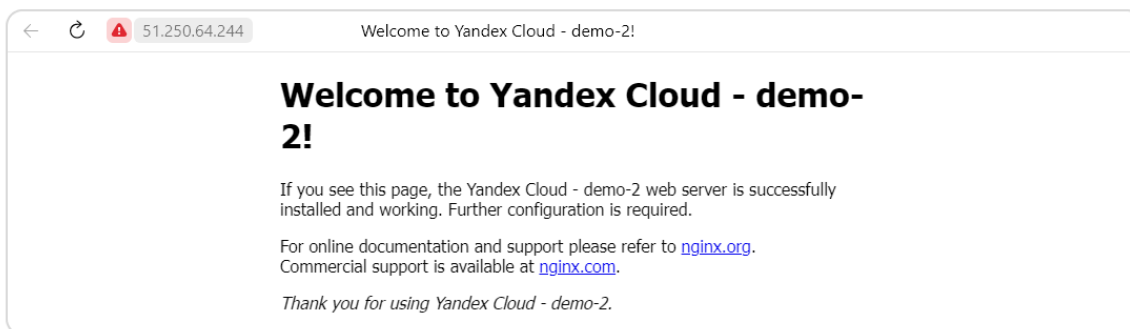 51.250.64.244 Welcome to Yandex Cloud - demo-2!
Welcome to Yandex Cloud - demo-
2!
If you see this page, the Yandex Cloud - demo-2 web server is successfully
installed and working. Further configuration is required.
For online documentation and support please refer to nginx.org.
Commercial support is available at nginx.com.
Thank you for using Yandex Cloud - demo-2.